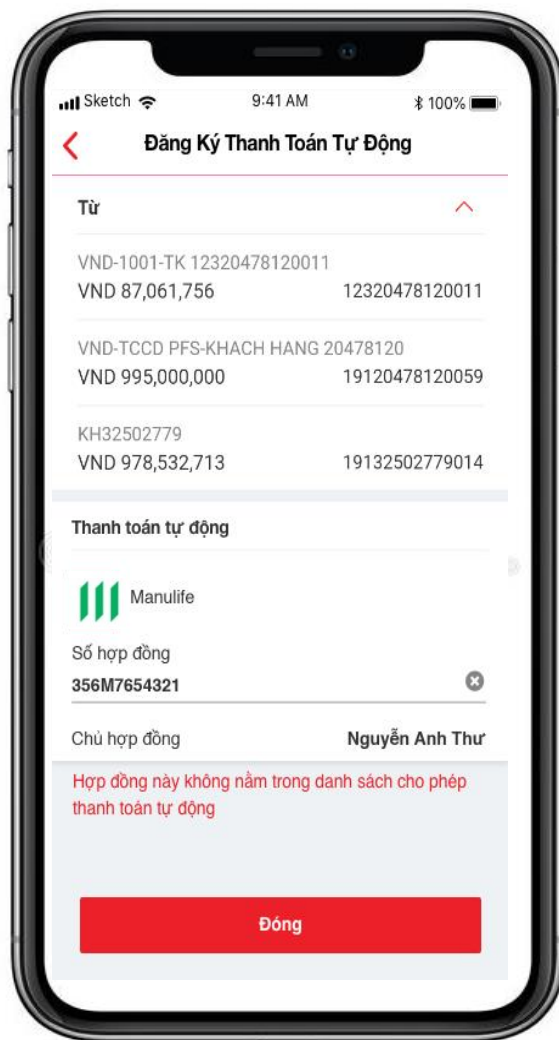 Sketch 9:41 AM 100%
Đăng Ký Thanh Toán Tự Động
Từ
VND-1001-TK 12320478120011
VND 87,061,756 12320478120011
VND-TCCD PFS-KHACH HANG 20478120
VND 995,000,000 19120478120059
KH32502779
VND 978,532,713 19132502779014
Thanh toán tự động
Manulife
Số hợp đồng
356M7654321
Chủ hợp đồng Nguyễn Anh Thư
Hợp đồng này không nằm trong danh sách cho phép
thanh toán tự động
Đóng